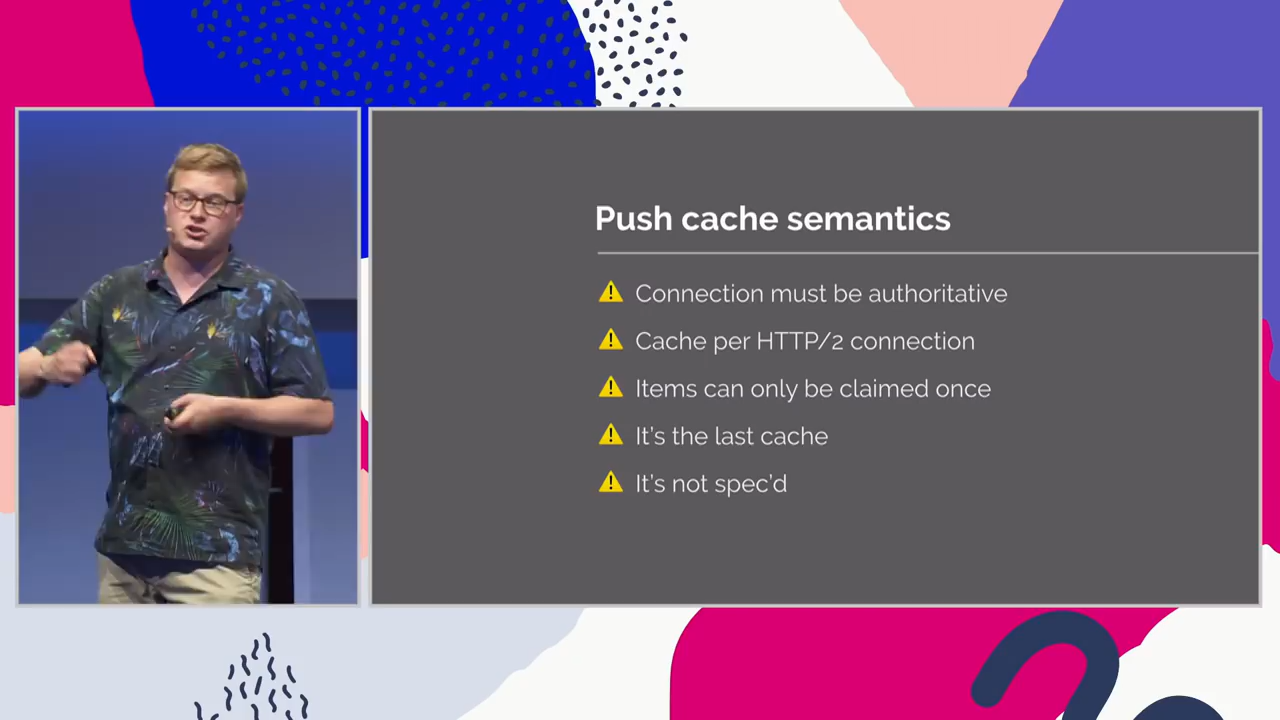 Push cache semantics
Connection must be authoritative
Cache per HTTP/2 connection
Items can only be claimed once
It's the last cache
It's not spec'd